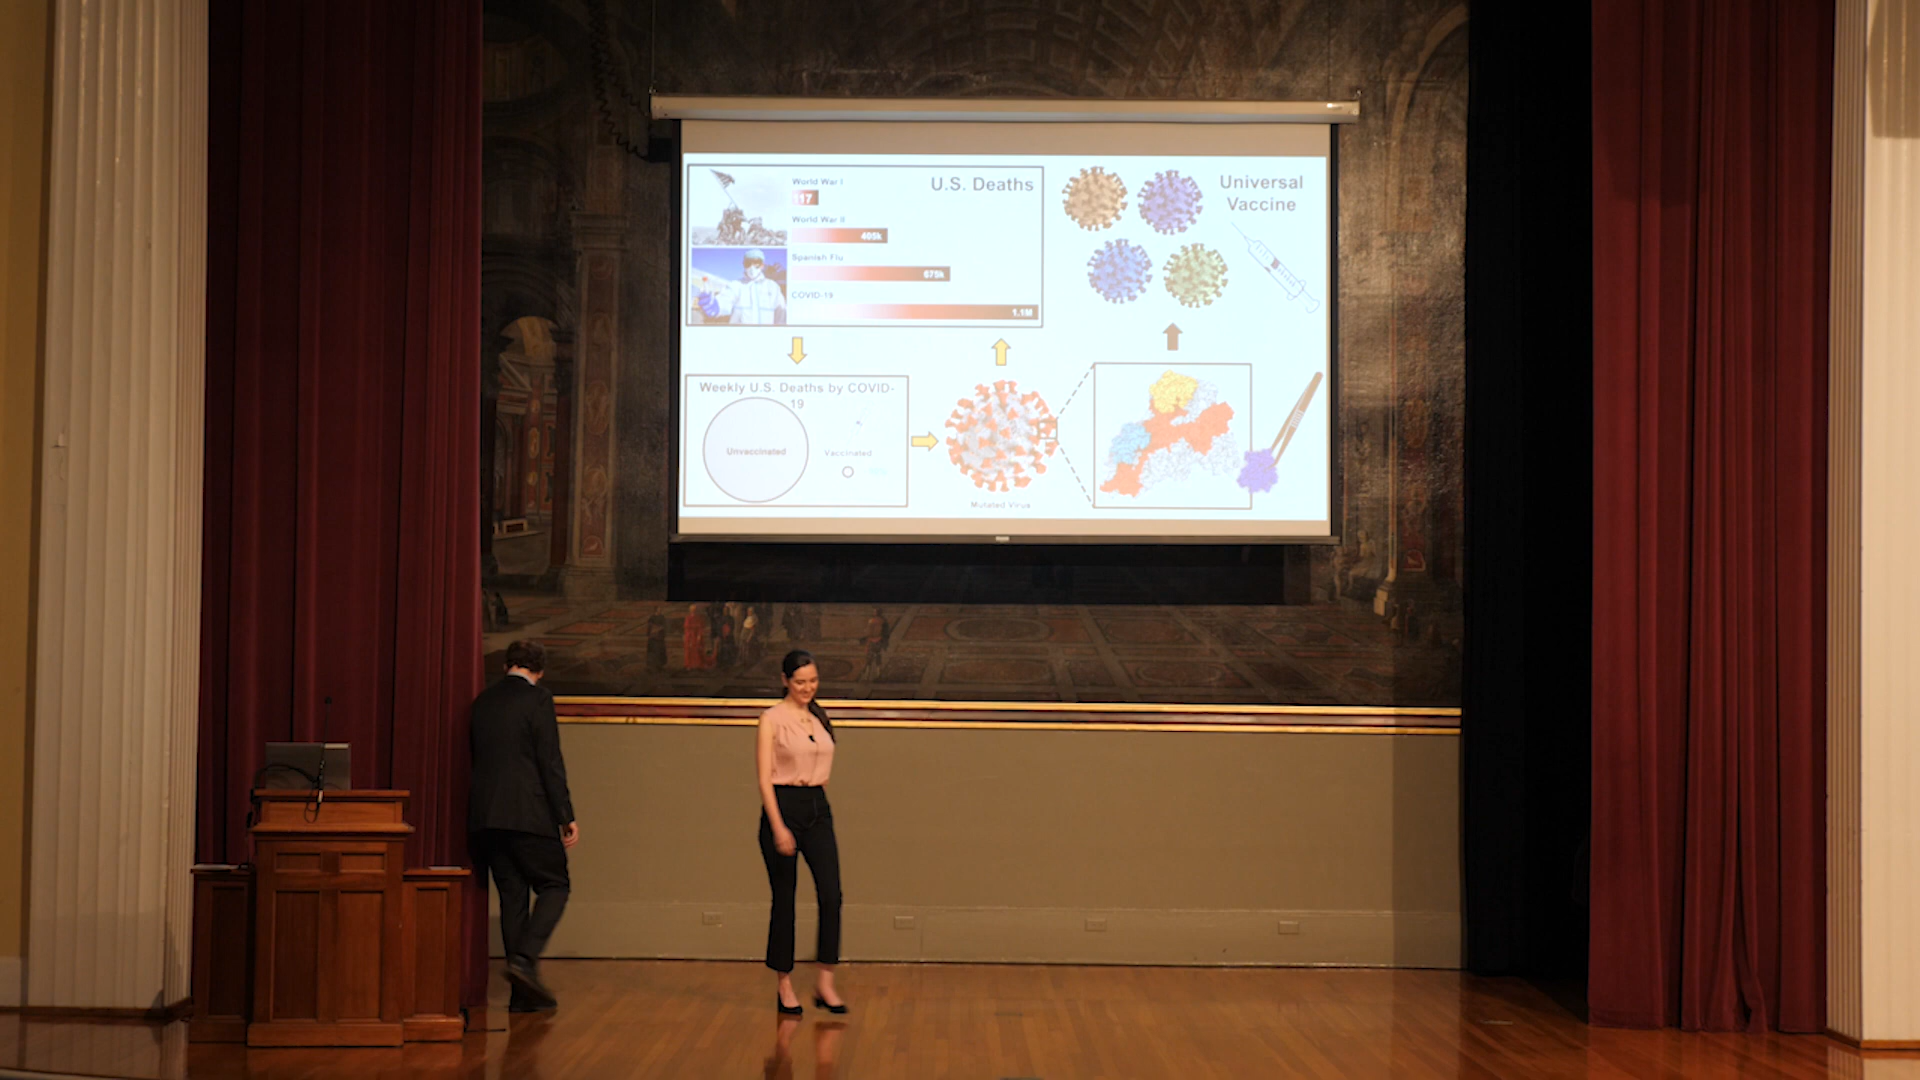 U.S. Deaths
World War I
117
World War II
405k
Spanish Flu
675k
COVID-19
1.1M
Universal
Vaccine
Weekly U.S. Deaths by COVID-
19
Unvaccinated
Vaccinated
Mutated Virus